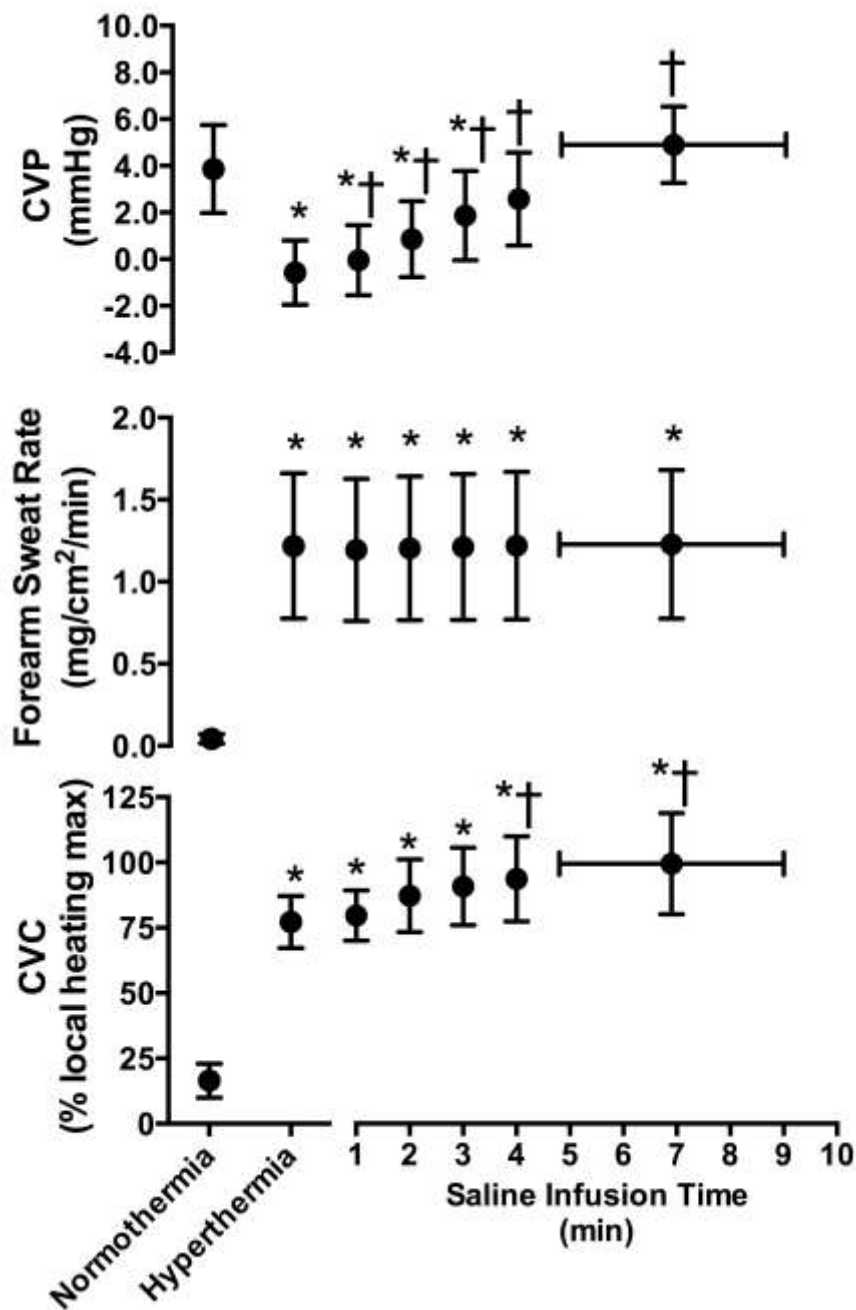 CVP
(mmHg)
10.0
8.0
6.0
4.0
2.0
0.0
-2.0
-4.0
* *† *† *† † †
Forearm Sweat Rate
(mg/cm²/min)
2.0
1.5
1.0
0.5
0.0
* * * * * *
CVC
(% local heating max)
125
100
75
50
25
0
* * * * *† *†
Normothermia
Hyperthermia
1 2 3 4 5 6 7 8 9 10
Saline Infusion Time
(min)